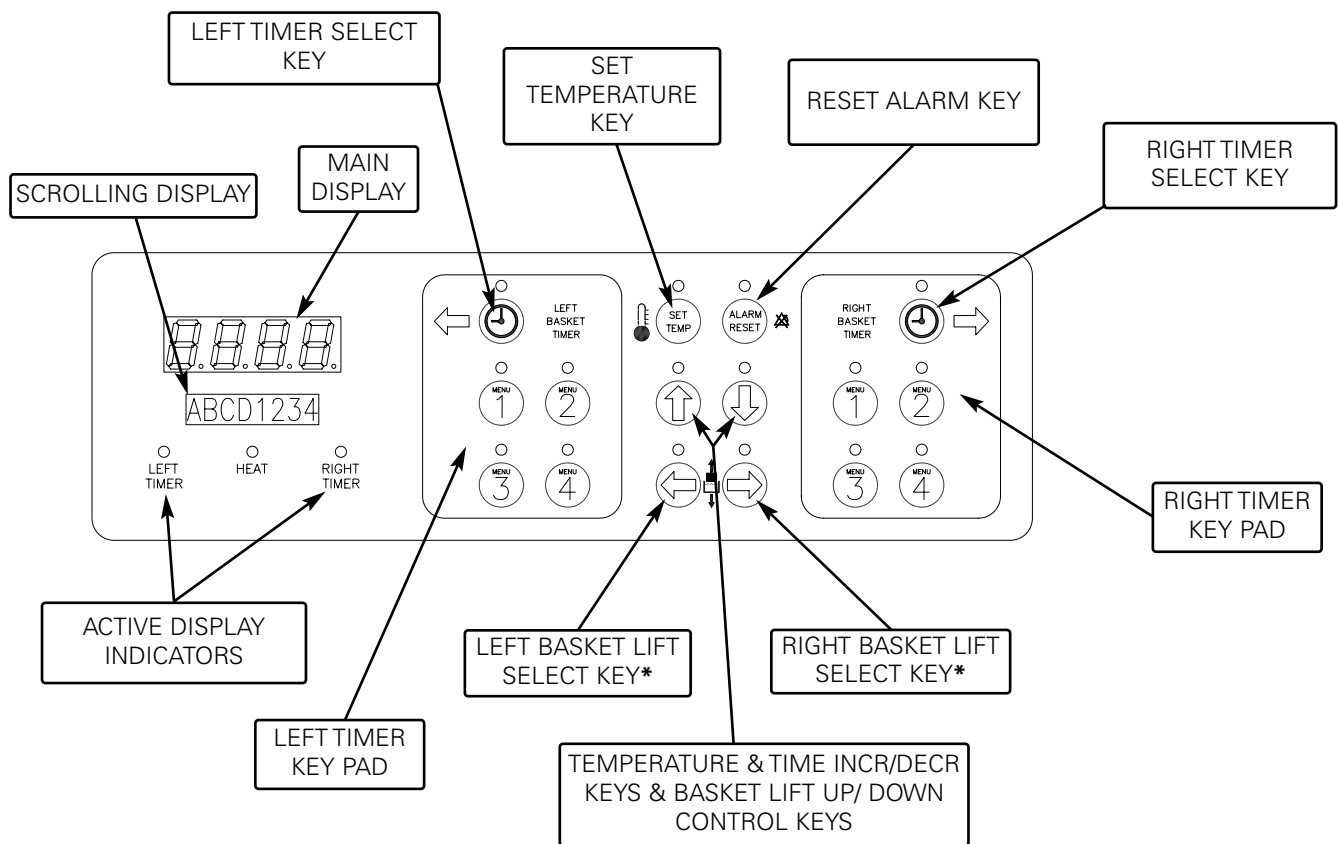 LEFT TIMER SELECT
KEY
SET
TEMPERATURE
KEY
RESET ALARM KEY
RIGHT TIMER
SELECT KEY
MAIN
DISPLAY
SCROLLING DISPLAY
8.8.8.8.
ABCD1234
LEFT
TIMER
HEAT
RIGHT
TIMER
LEFT
BASKET
TIMER
MENU
1
MENU
2
MENU
3
MENU
4
SET
TEMP
ALARM
RESET
RIGHT
BASKET
TIMER
MENU
1
MENU
2
MENU
3
MENU
4
ACTIVE DISPLAY
INDICATORS
LEFT TIMER
KEY PAD
LEFT BASKET LIFT
SELECT KEY*
RIGHT BASKET LIFT
SELECT KEY*
RIGHT TIMER
KEY PAD
TEMPERATURE & TIME INCR/DECR
KEYS & BASKET LIFT UP/ DOWN
CONTROL KEYS